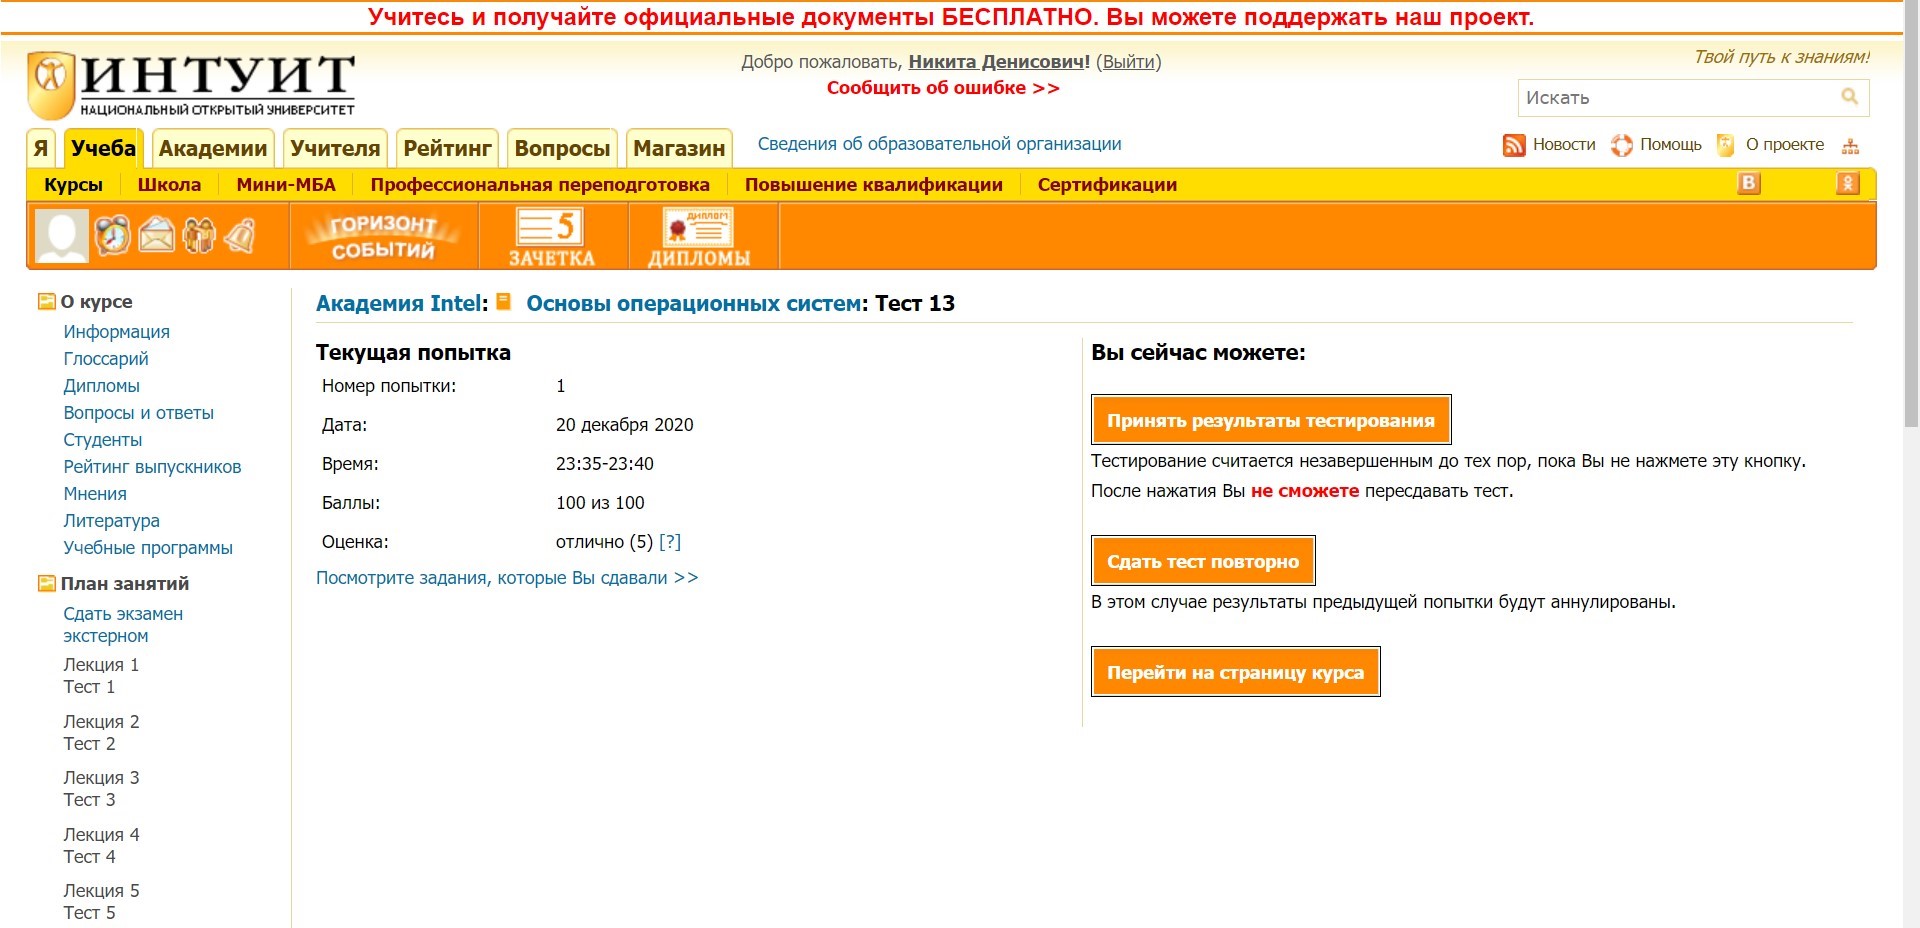 Учитесь и получайте официальные документы БЕСПЛАТНО. Вы можете поддержать наш проект.
ИНТУИТ
НАЦИОНАЛЬНЫЙ ОТКРЫТЫЙ УНИВЕРСИТЕТ
Добро пожаловать, Никита Денисович! (Выйти)
Сообщить об ошибке >>
Твой путь к знаниям!
Искать
Я Учеба Академии Учителя Рейтинг Вопросы Магазин Сведения об образовательной организации Новости Помощь О проекте
Курсы Школа Мини-МБА Профессиональная переподготовка Повышение квалификации Сертификации В
ГОРИЗОНТ СОБЫТИЙ
5 ЗАЧЕТКА
ДИПЛОМ ДИПЛОМЫ
О курсе
Информация
Глоссарий
Дипломы
Вопросы и ответы
Студенты
Рейтинг выпускников
Мнения
Литература
Учебные программы
План занятий
Сдать экзамен
экстерном
Лекция 1
Тест 1
Лекция 2
Тест 2
Лекция 3
Тест 3
Лекция 4
Тест 4
Лекция 5
Тест 5
Академия Intel: Основы операционных систем: Тест 13
Текущая попытка
Номер попытки: 1
Дата: 20 декабря 2020
Время: 23:35-23:40
Баллы: 100 из 100
Оценка: отлично (5) [?]
Посмотрите задания, которые Вы сдавали >>
Вы сейчас можете:
Принять результаты тестирования
Тестирование считается незавершенным до тех пор, пока Вы не нажмете эту кнопку.
После нажатия Вы не сможете пересдавать тест.
Сдать тест повторно
В этом случае результаты предыдущей попытки будут аннулированы.
Перейти на страницу курса